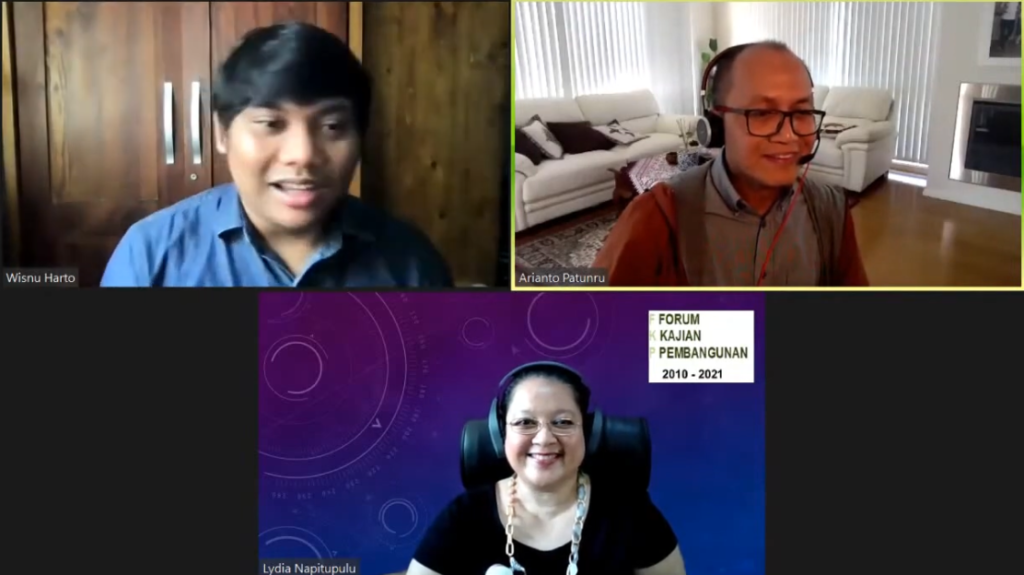 Wisnu Harto
Arianto Patunru
F FORUM
K KAJIAN
P PEMBANGUNAN
2010 - 2021
Lydia Napitupulu